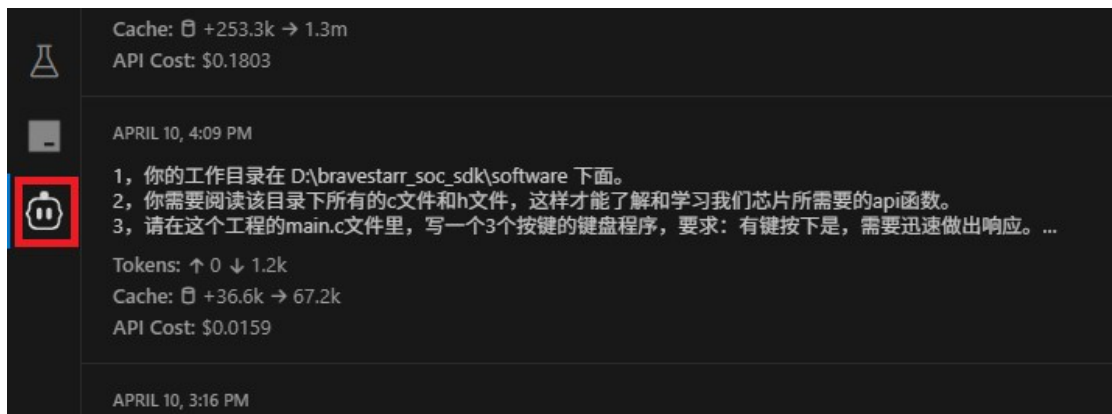 Cache: +253.3k → 1.3m
API Cost: $0.1803
APRIL 10, 4:09 PM
1，你的工作目录在 D:\bravestarr_soc_sdk\software 下面。
2，你需要阅读该目录下所有的c文件和h文件，这样才能了解和学习我们芯片所需要的api函数。
3，请在这个工程的main.c文件里，写一个3个按键的键盘程序，要求：有键按下是，需要迅速做出响应。...
Tokens: ↑ 0 ↓ 1.2k
Cache: +36.6k → 67.2k
API Cost: $0.0159
APRIL 10, 3:16 PM